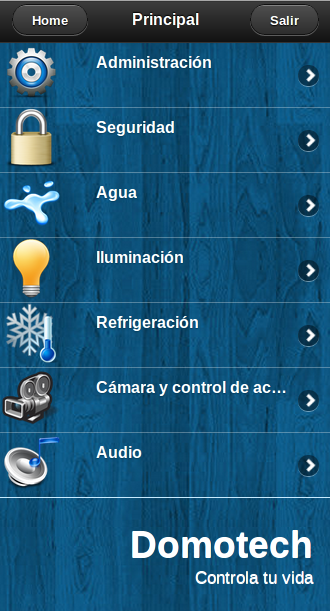 Home Principal Salir
Administración
Seguridad
Agua
Iluminación
Refrigeración
Cámara y control de ac...
Audio
Domotech
Controla tu vida